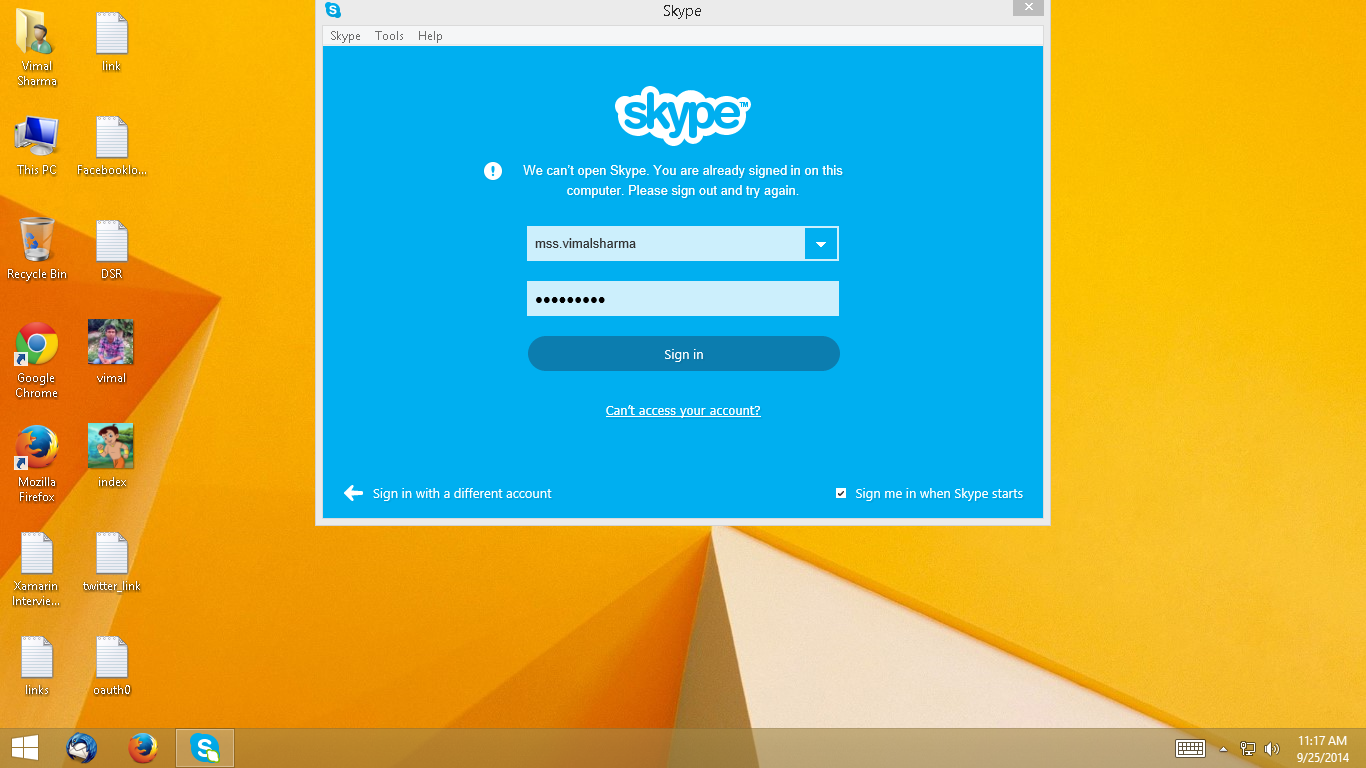 Skype
Skype Tools Help
skype™
We can't open Skype. You are already signed in on this
computer. Please sign out and try again.
mss.vimalsharma
Sign in
Can't access your account?
Sign in with a different account
Sign me in when Skype starts
Vimal
Sharma
link
This PC
Facebooklo...
Recycle Bin
DSR
Google
Chrome
vimal
Mozilla
Firefox
index
Xamarin
Intervie...
twitter_link
links
oauth0
11:17 AM
9/25/2014